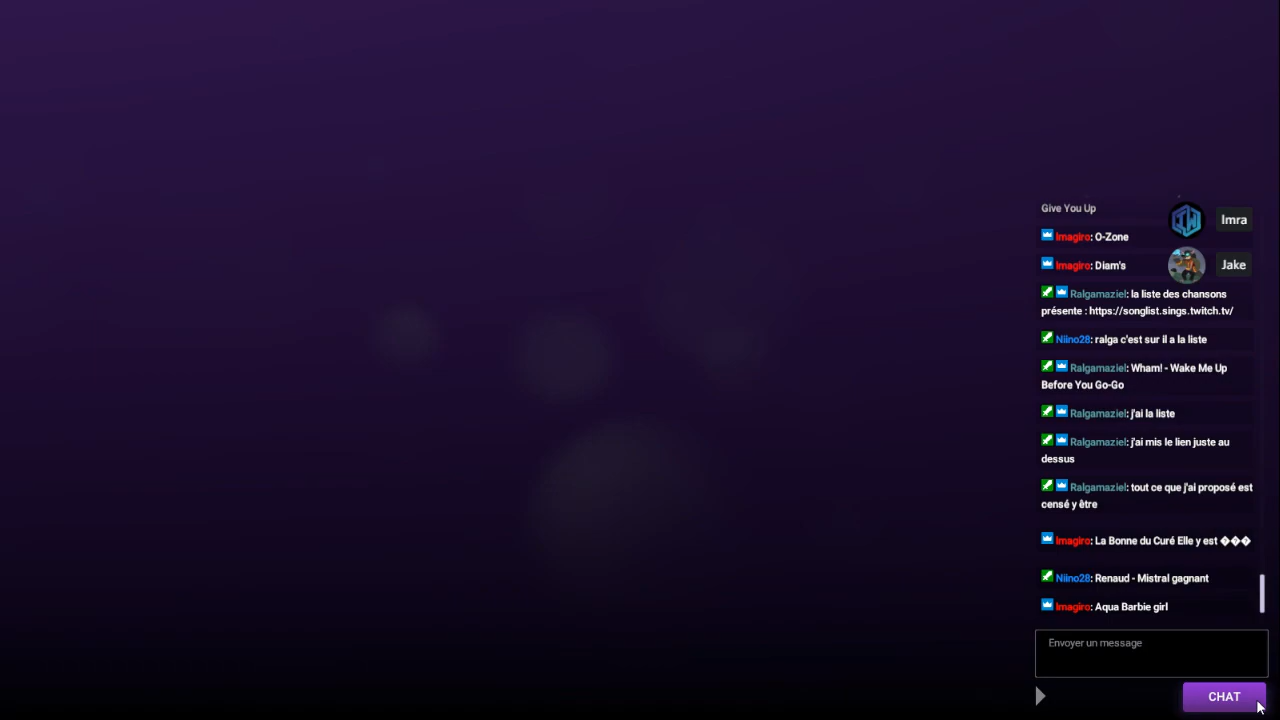 Give You Up
Imra
Imagiro: O-Zone
Imagiro: Diam's
Jake
Ralgamaziel: la liste des chansons
présente : https://songlist.sings.twitch.tv/
Niino28: ralga c'est sur il a la liste
Ralgamaziel: Wham! - Wake Me Up
Before You Go-Go
Ralgamaziel: j'ai la liste
Ralgamaziel: j'ai mis le lien juste au
dessus
Ralgamaziel: tout ce que j'ai proposé est
censé y être
Imagiro: La Bonne du Curé Elle y est ���
Niino28: Renaud - Mistral gagnant
Imagiro: Aqua Barbie girl
Envoyer un message
CHAT